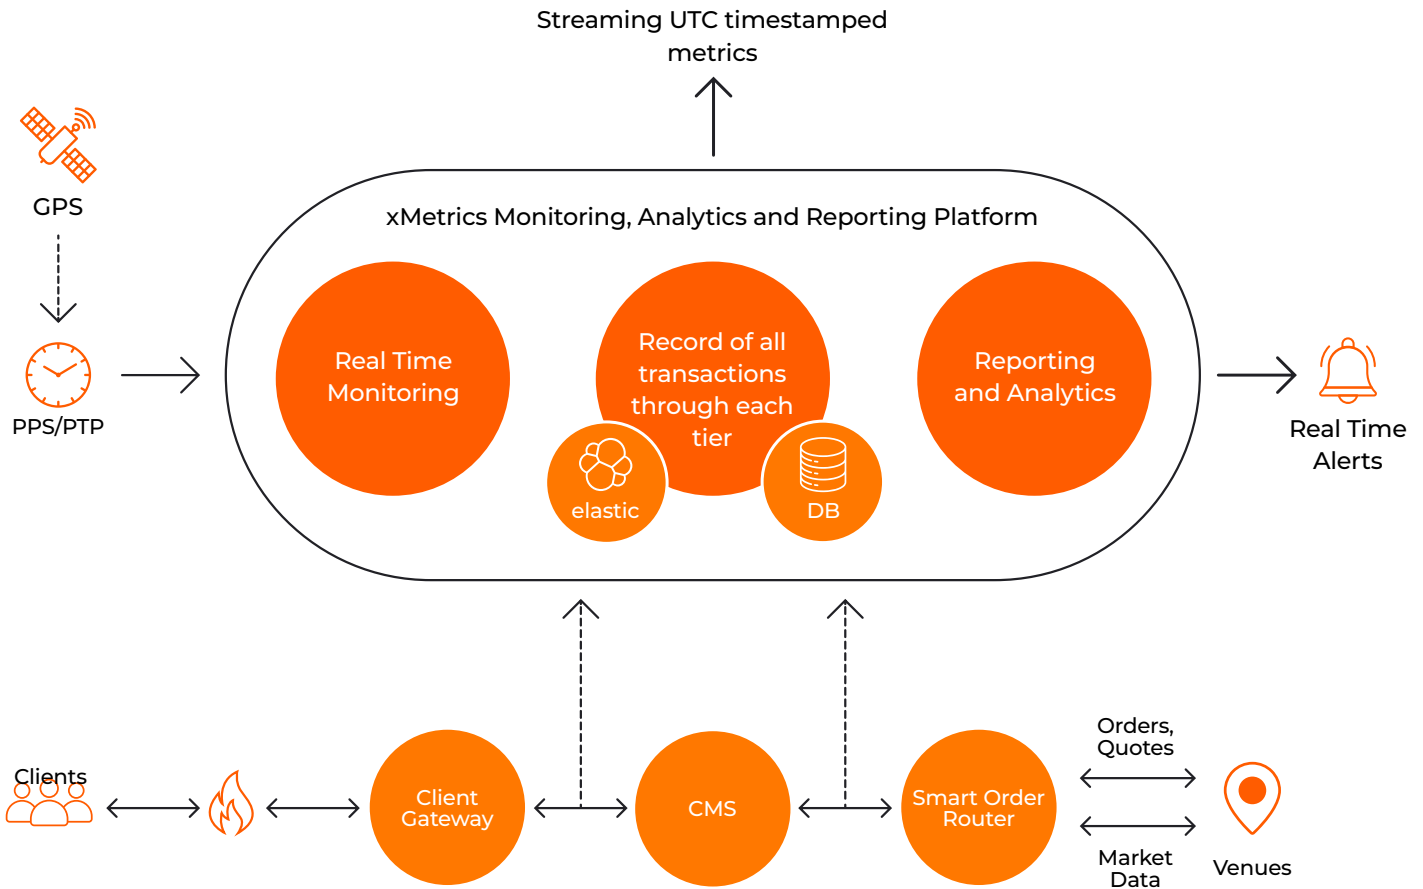 Streaming UTC timestamped
metrics
GPS
xMetrics Monitoring, Analytics and Reporting Platform
PPS/PTP
Real Time
Monitoring
Record of all
transactions
through each
tier
elastic
DB
Reporting
and Analytics
Real Time
Alerts
Clients
Client
Gateway
CMS
Smart Order
Router
Orders,
Quotes
Market
Data
Venues